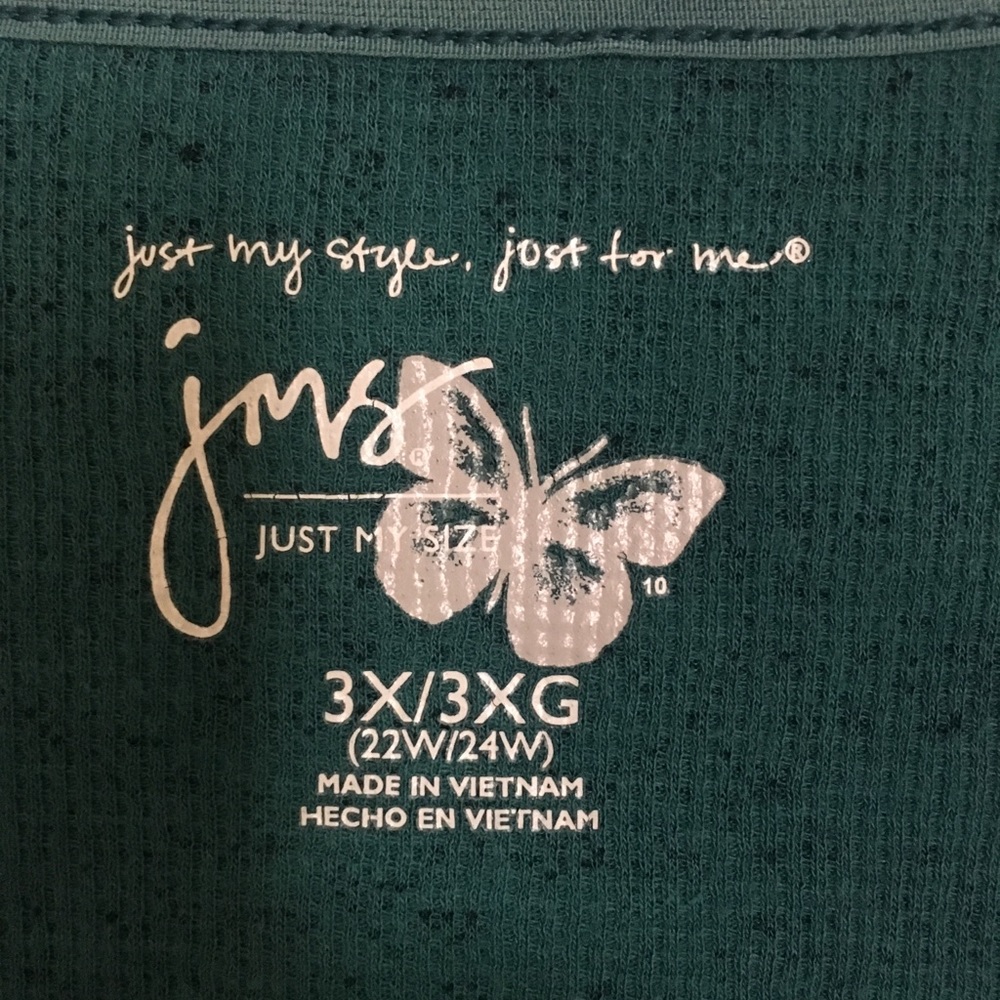 just my style, just for me.®
jms®
JUST MY SIZE
10
3X/3XG
(22W/24W)
MADE IN VIETNAM
HECHO EN VIETNAM